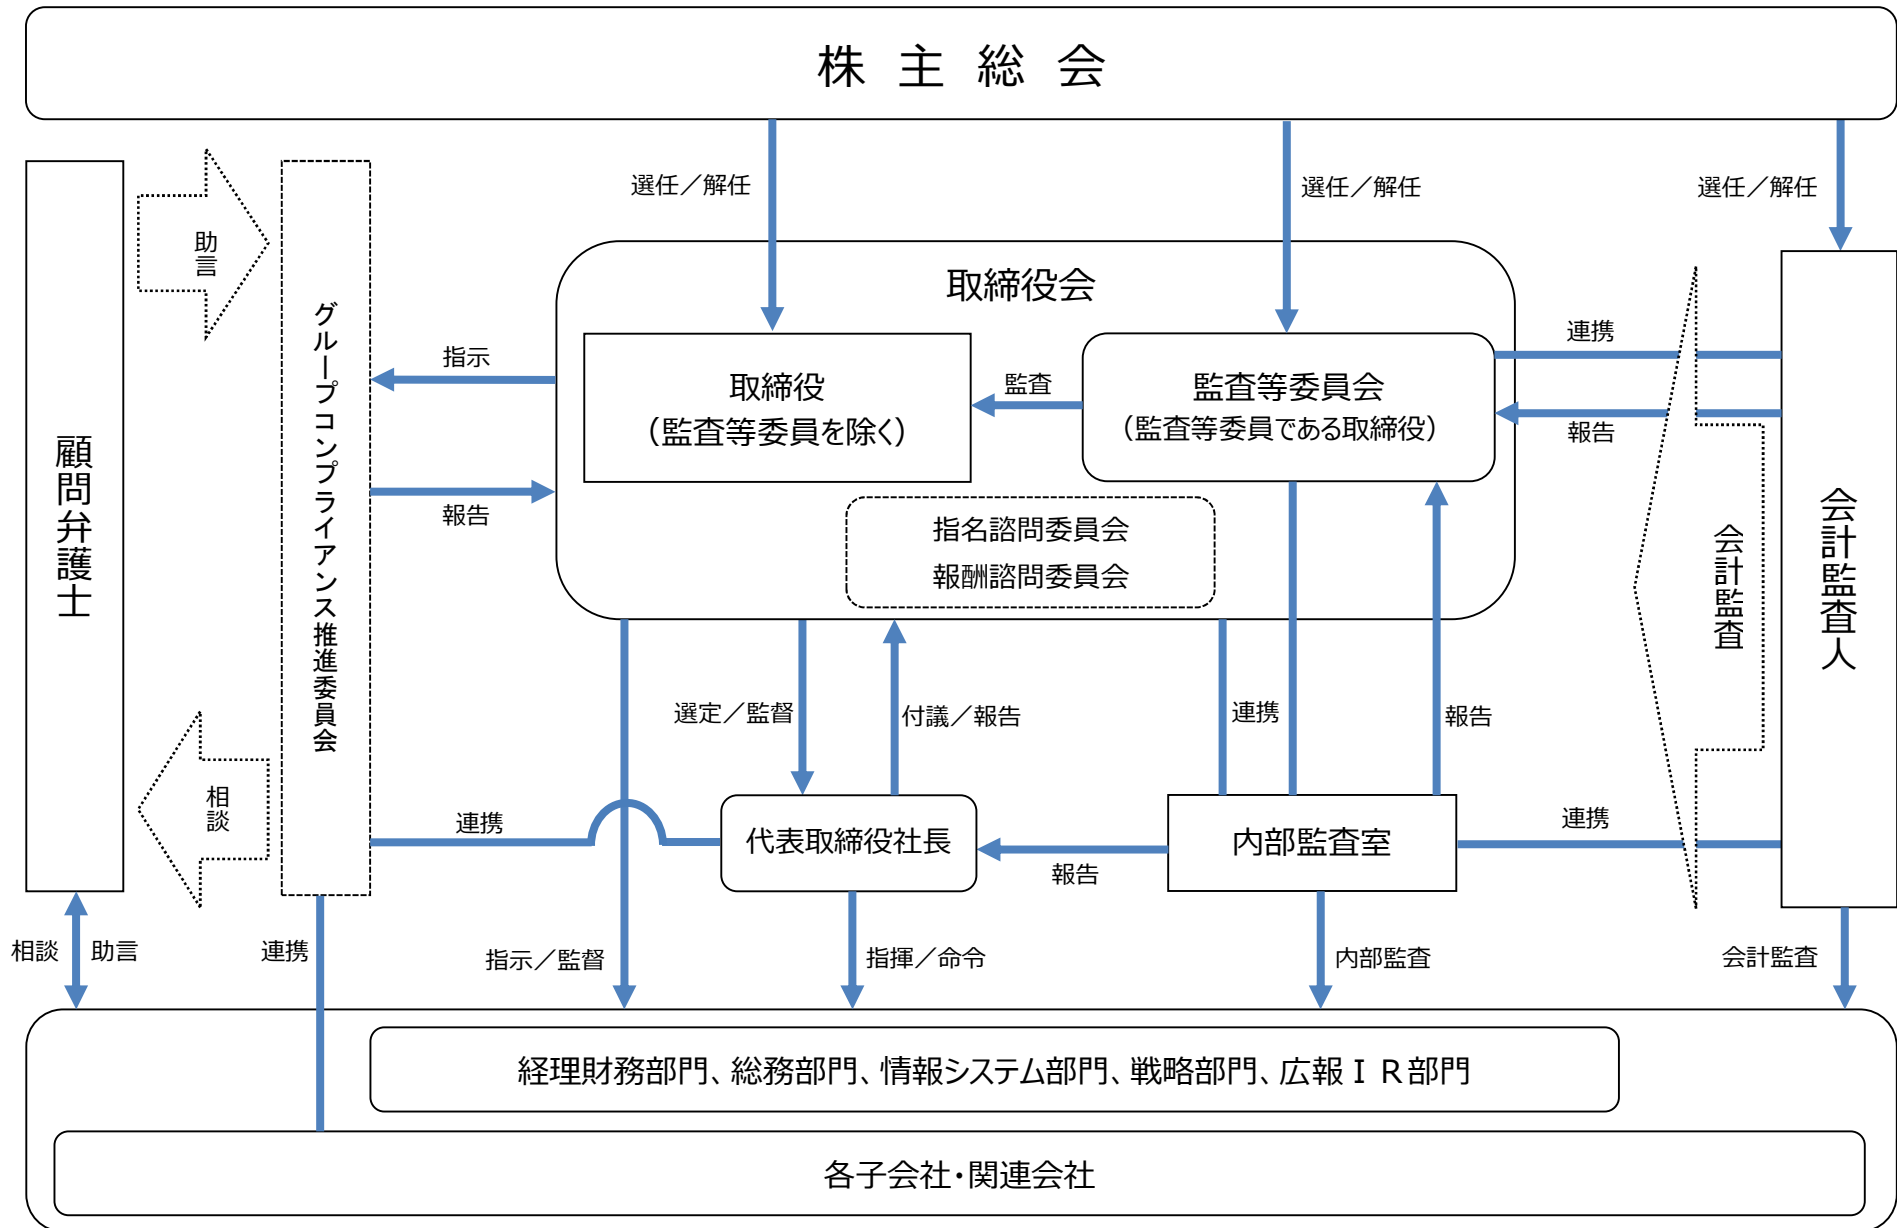 株主総会
選任／解任
選任／解任
選任／解任
助言
取締役会
連携
指示
取締役
（監査等委員を除く）
監査
監査等委員会
（監査等委員である取締役）
報告
顧問弁護士
グループコンプライアンス推進委員会
報告
指名諮問委員会
報酬諮問委員会
会計監査
会計監査人
選定／監督
付議／報告
連携
報告
相談
連携
代表取締役社長
報告
内部監査室
連携
相談
助言
連携
指示／監督
指揮／命令
内部監査
会計監査
経理財務部門、総務部門、情報システム部門、戦略部門、広報ＩＲ部門
各子会社・関連会社